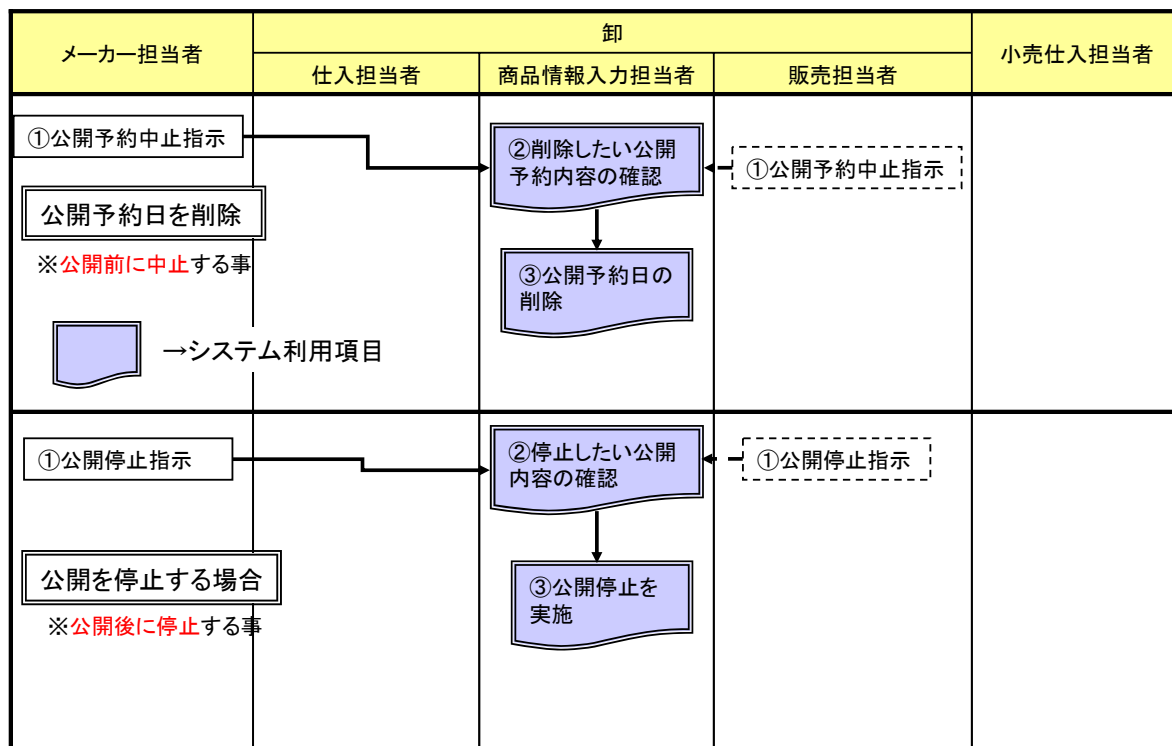 メーカー担当者
卸
小売仕入担当者
仕入担当者
商品情報入力担当者
販売担当者
①公開予約中止指示
②削除したい公開
予約内容の確認
①公開予約中止指示
公開予約日を削除
※公開前に中止する事
③公開予約日の
削除
→システム利用項目
①公開停止指示
②停止したい公開
内容の確認
①公開停止指示
公開を停止する場合
※公開後に停止する事
③公開停止を
実施